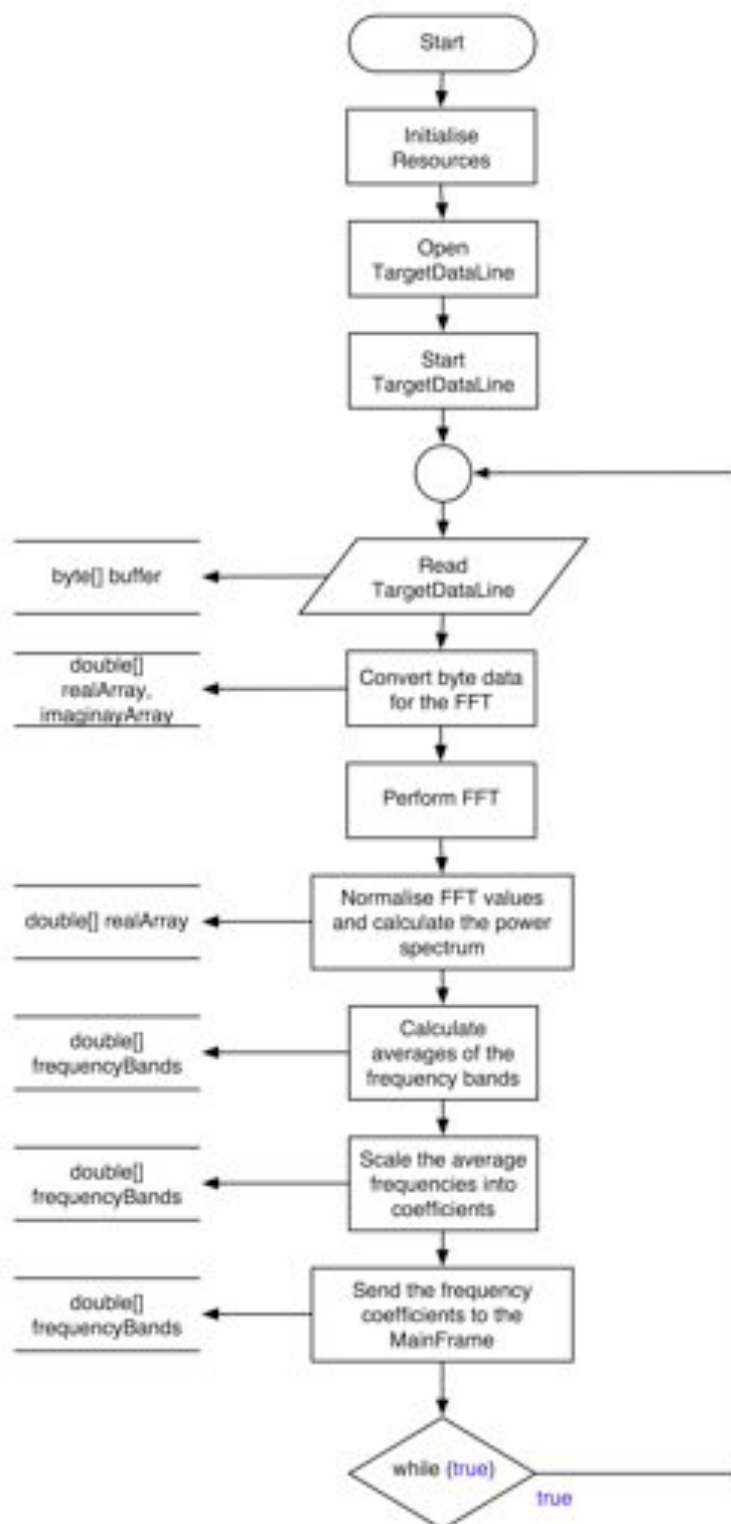 Start
Initialise
Resources
Open
TargetDataLine
Start
TargetDataLine
byte[] buffer
Read
TargetDataLine
double[]
realArray,
imaginayArray
Convert byte data
for the FFT
Perform FFT
double[] realArray
Normalise FFT values
and calculate the power
spectrum
double[]
frequencyBands
Calculate
averages of the
frequency bands
double[]
frequencyBands
Scale the average
frequencies into
coefficients
double[]
frequencyBands
Send the frequency
coefficients to the
MainFrame
while {true}
true